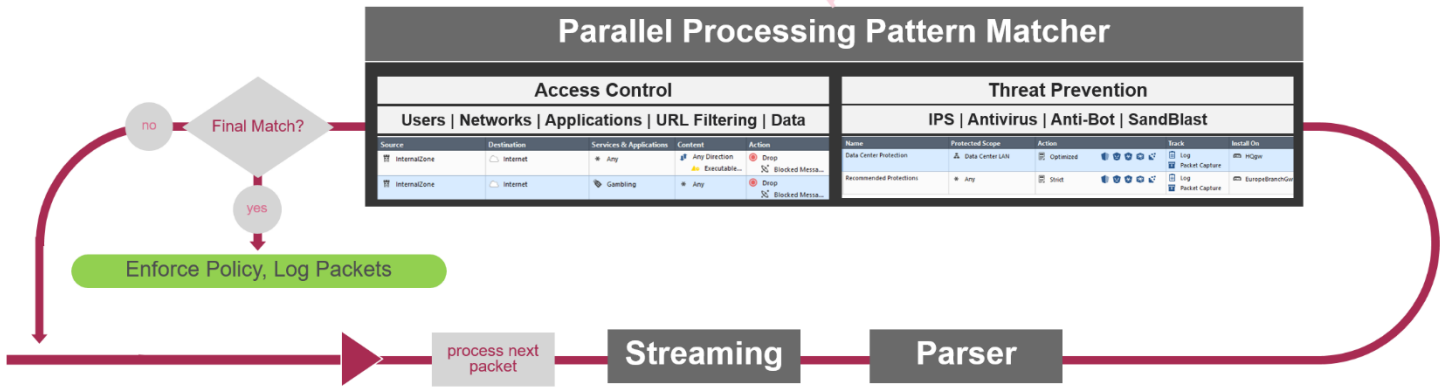 Parallel Processing Pattern Matcher
Access Control
Users | Networks | Applications | URL Filtering | Data
Source Destination Services & Applications Content Action
InternalZone Internet Any Any Direction Drop
Executable... Blocked Messa...
InternalZone Internet Gambling Any Drop
Blocked Messa...
Threat Prevention
IPS | Antivirus | Anti-Bot | SandBlast
Name Protected Scope Action Track Install On
Data Center Protection Data Center LAN Optimized Log HQgw
Packet Capture
Recommended Protections Any Strict Log EuropeBranchGw
Packet Capture
no
Final Match?
yes
Enforce Policy, Log Packets
process next
packet
Streaming
Parser